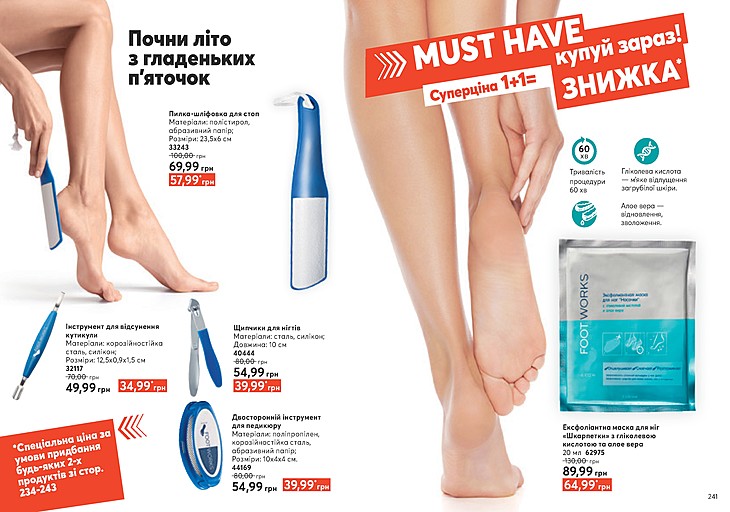 Почни літо
з гладеньких
п'яточок
Пилка-шліфовка для стоп
Матеріали: полістирол,
абразивний папір;
Розміри: 23,5х6 см
33243
100,00 грн
69,99 грн
57,99* грн
Інструмент для відсунення
кутикули
Матеріали: корозійностійка
сталь, силікон;
Розміри: 12,5х0,9х1,5 см
32117
70,00 грн
49,99 грн
34,99* грн
Щипчики для нігтів
Матеріали: сталь, силікон;
Довжина: 10 см
40444
80,00 грн
54,99 грн
39,99* грн
Двосторонній інструмент
для педикюру
Матеріали: поліпропілен,
корозійностійка сталь,
абразивний папір;
Розміри: 10х4х4 см.
44169
60,00 грн
54,99 грн
39,99* грн
*Спеціальна ціна за
умови придбання
будь-яких 2-х
продуктів зі стор.
234-243
MUST HAVE
купуй зараз!
Суперціна 1+1=
ЗНИЖКА*
60
хв
Тривалість
процедури
60 хв
Гліколева кислота
— м'яке відлущення
загрубілої шкіри.
Алое вера —
відновлення,
зволоження.
FOOT WORKS
Ексфоліантна маска
для ніг "Носочки"
Ексфоліантна маска для ніг
«Шкарпетки» з гліколевою
кислотою та алое вера
20 мл 62975
130,00 грн
89,99 грн
64,99* грн
241